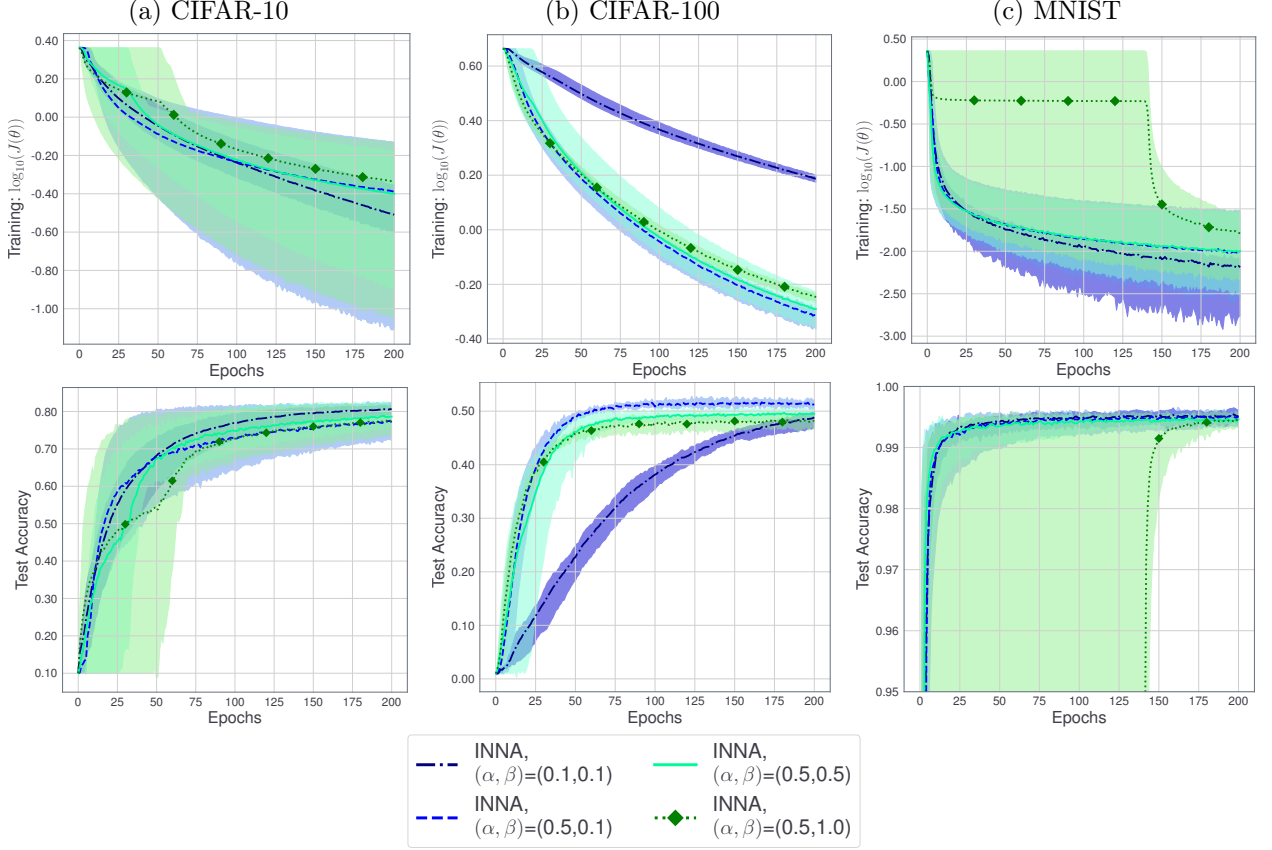 (a) CIFAR-10
(b) CIFAR-100
(c) MNIST
Training: log₁₀(J(θ))
0.40
0.20
0.00
-0.20
-0.40
-0.60
-0.80
-1.00
0 25 50 75 100 125 150 175 200
Epochs
Training: log₁₀(J(θ))
0.60
0.40
0.20
0.00
-0.20
-0.40
0 25 50 75 100 125 150 175 200
Epochs
Training: log₁₀(J(θ))
0.50
0.00
-0.50
-1.00
-1.50
-2.00
-2.50
-3.00
0 25 50 75 100 125 150 175 200
Epochs
Test Accuracy
0.80
0.70
0.60
0.50
0.40
0.30
0.20
0.10
0 25 50 75 100 125 150 175 200
Epochs
Test Accuracy
0.50
0.40
0.30
0.20
0.10
0.00
0 25 50 75 100 125 150 175 200
Epochs
Test Accuracy
1.00
0.99
0.98
0.97
0.96
0.95
0 25 50 75 100 125 150 175 200
Epochs
INNA,
(α, β)=(0.1,0.1)
INNA,
(α, β)=(0.5,0.1)
INNA,
(α, β)=(0.5,0.5)
INNA,
(α, β)=(0.5,1.0)